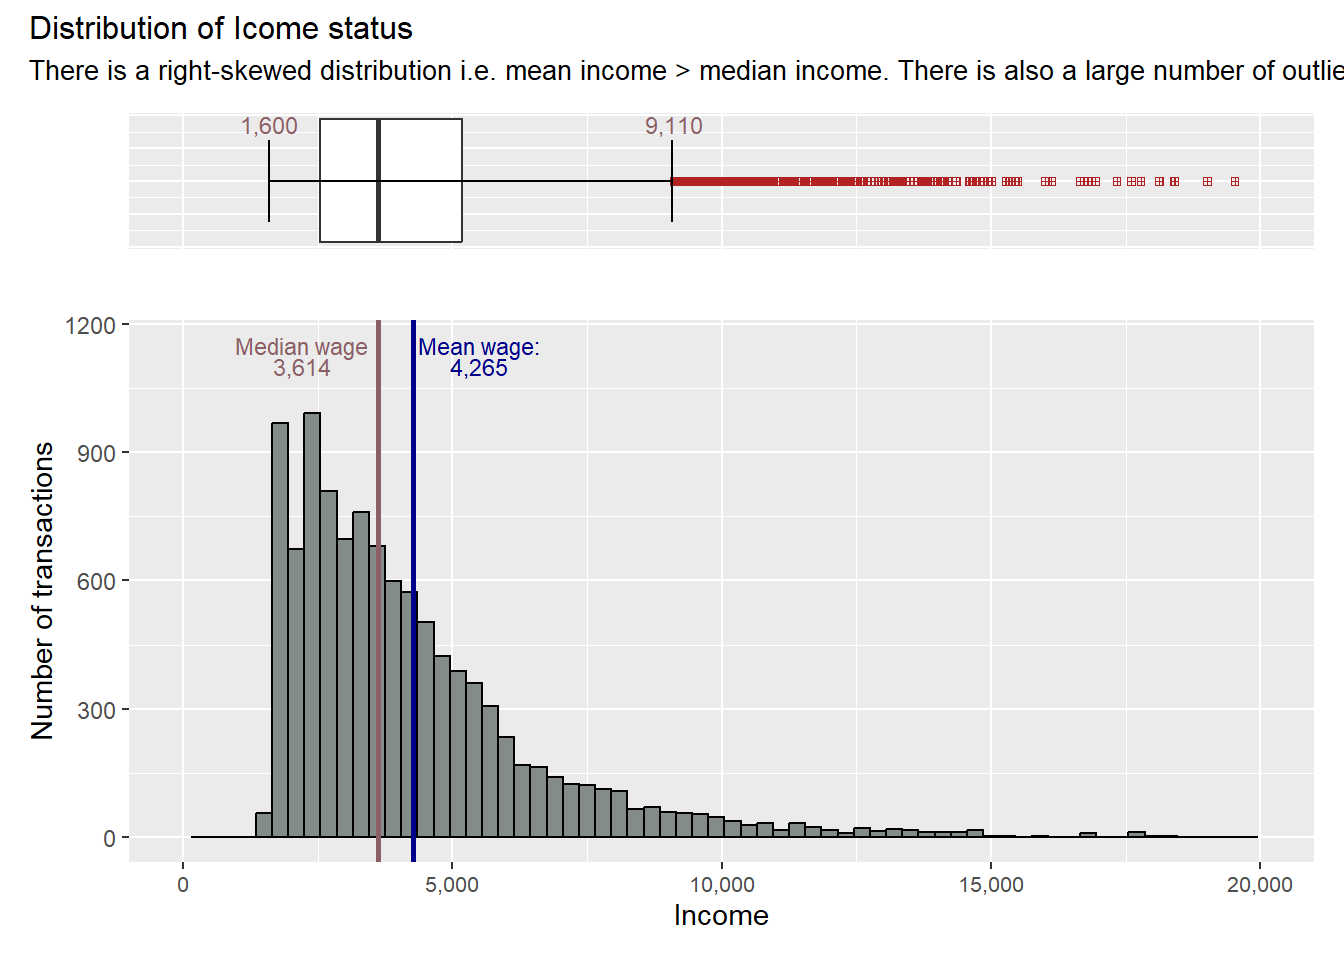 Distribution of Icome status
There is a right-skewed distribution i.e. mean income > median income. There is also a large number of
1,600
9,110
1200
Median wage
3,614
Mean wage:
4,265
900
600
300
0
Number of transactions
0
5,000
10,000
15,000
20,000
Income